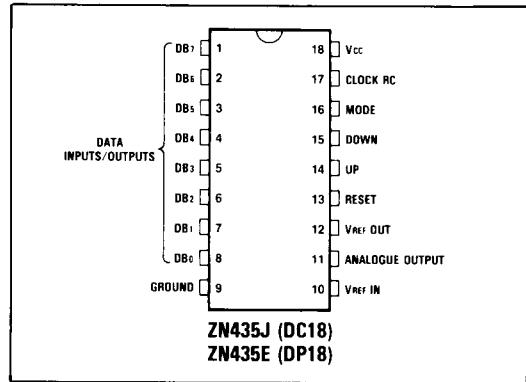 DB7 1 18 VCC
DB6 2 17 CLOCK RC
DB5 3 16 MODE
DB4 4 15 DOWN
DATA
INPUTS/OUTPUTS
DB3 5 14 UP
DB2 6 13 RESET
DB1 7 12 VREF OUT
DB0 8 11 ANALOGUE OUTPUT
GROUND 9 10 VREF IN
ZN435J (DC18)
ZN435E (DP18)